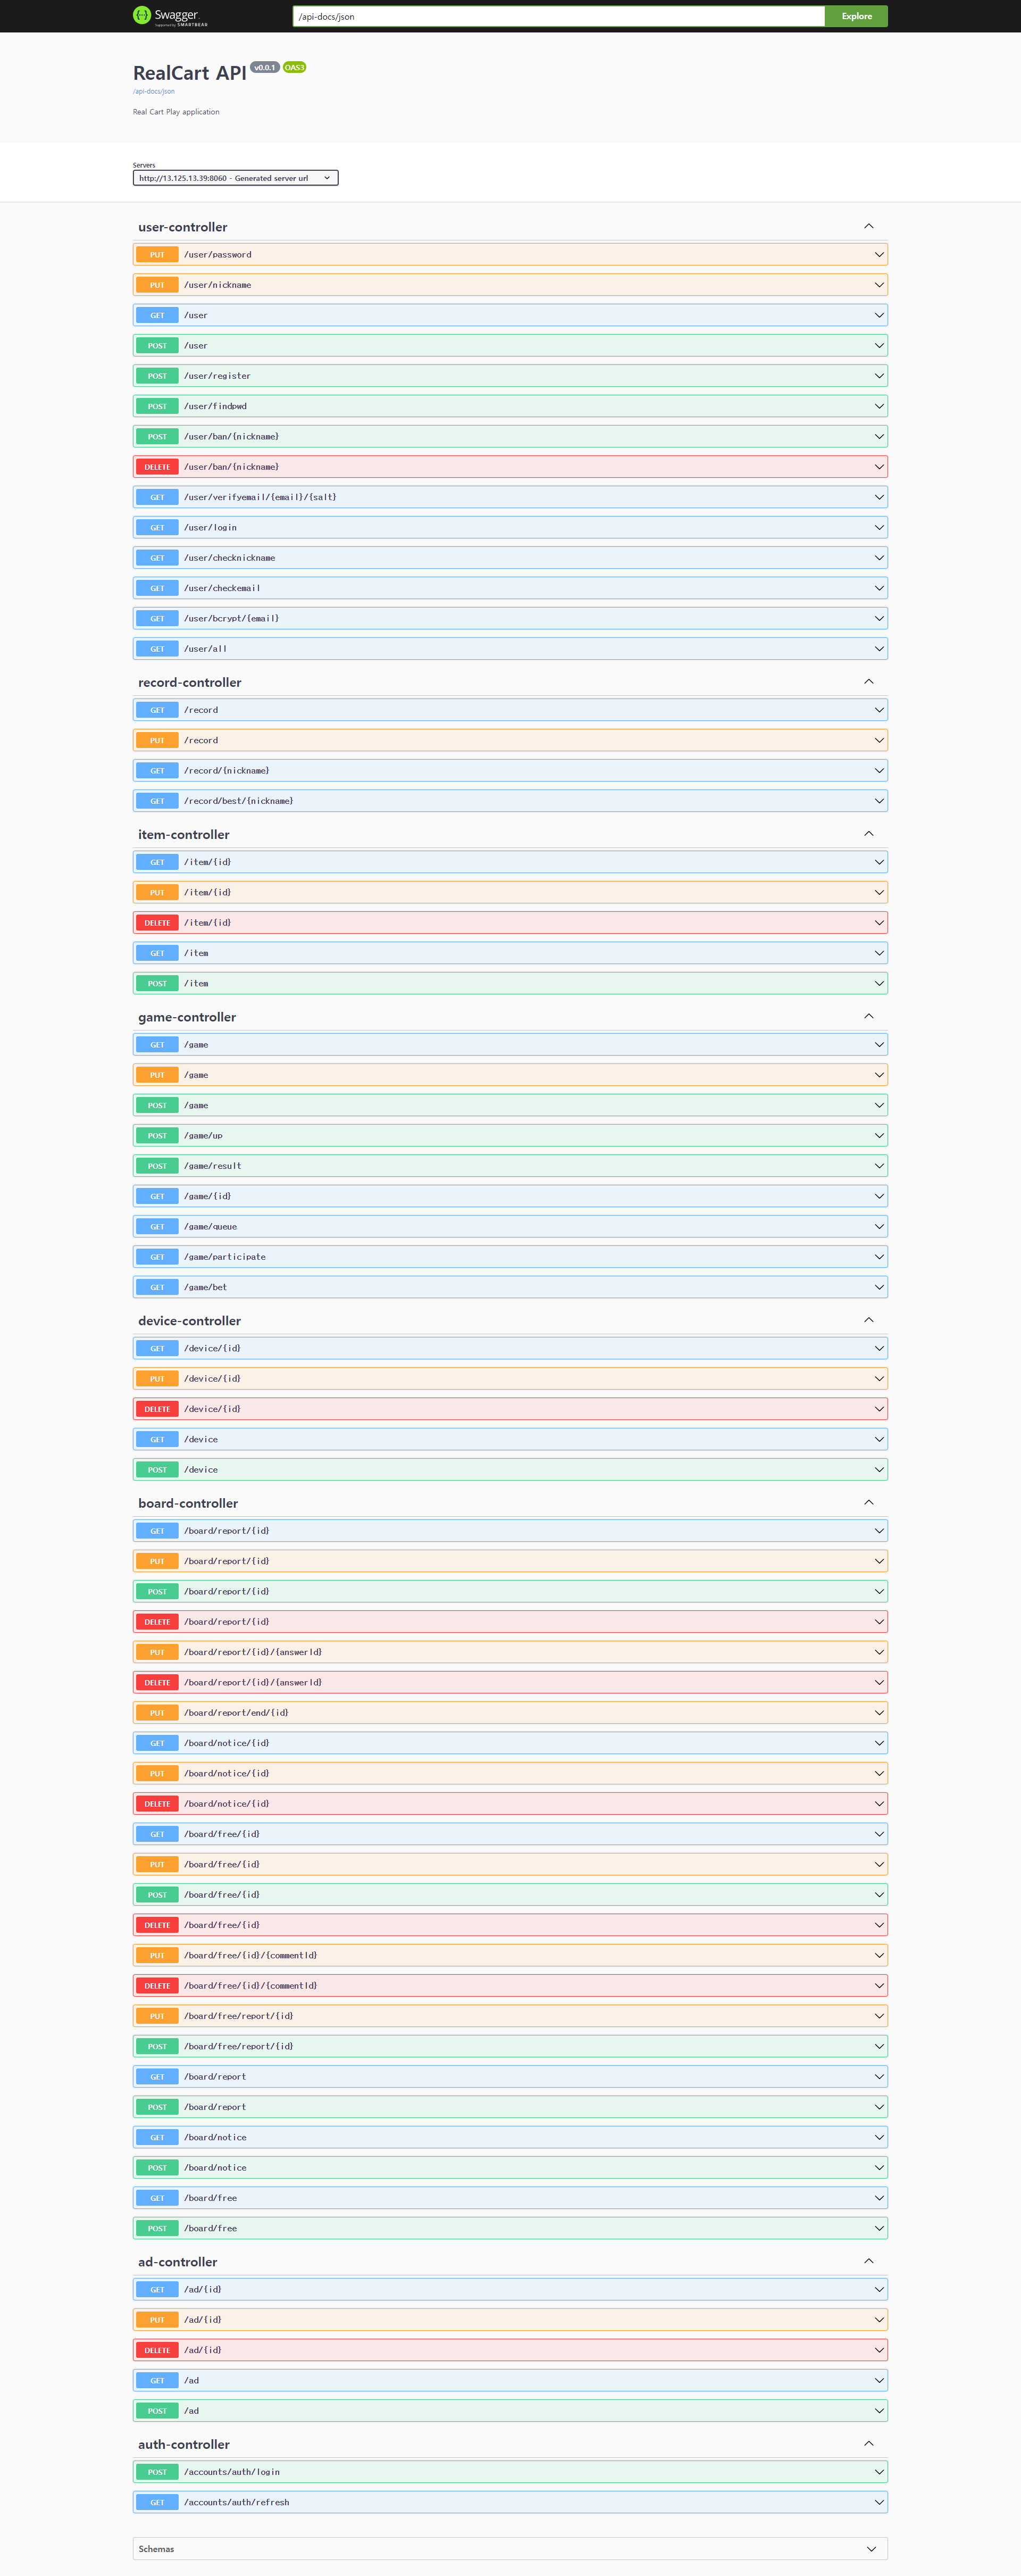 Swagger.
Supported by SMARTBEAR
/api-docs/json
Explore
RealCart API v0.0.1 OAS3
/api-docs/json
Real Cart Play application
Servers
http://13.125.13.39:8060 - Generated server url
user-controller
PUT /user/password
PUT /user/nickname
GET /user
POST /user
POST /user/register
POST /user/findpwd
POST /user/ban/{nickname}
DELETE /user/ban/{nickname}
GET /user/verifyemail/{email}/{salt}
GET /user/login
GET /user/checknickname
GET /user/checkemail
GET /user/bcrypt/{email}
GET /user/all
record-controller
GET /record
PUT /record
GET /record/{nickname}
GET /record/best/{nickname}
item-controller
GET /item/{id}
PUT /item/{id}
DELETE /item/{id}
GET /item
POST /item
game-controller
GET /game
PUT /game
POST /game
POST /game/up
POST /game/result
GET /game/{id}
GET /game/queue
GET /game/participate
GET /game/bet
device-controller
GET /device/{id}
PUT /device/{id}
DELETE /device/{id}
GET /device
POST /device
board-controller
GET /board/report/{id}
PUT /board/report/{id}
POST /board/report/{id}
DELETE /board/report/{id}
PUT /board/report/{id}/{answerId}
DELETE /board/report/{id}/{answerId}
PUT /board/report/end/{id}
GET /board/notice/{id}
PUT /board/notice/{id}
DELETE /board/notice/{id}
GET /board/free/{id}
PUT /board/free/{id}
POST /board/free/{id}
DELETE /board/free/{id}
PUT /board/free/{id}/{commentId}
DELETE /board/free/{id}/{commentId}
PUT /board/free/report/{id}
POST /board/free/report/{id}
GET /board/report
POST /board/report
GET /board/notice
POST /board/notice
GET /board/free
POST /board/free
ad-controller
GET /ad/{id}
PUT /ad/{id}
DELETE /ad/{id}
GET /ad
POST /ad
auth-controller
POST /accounts/auth/login
GET /accounts/auth/refresh
Schemas